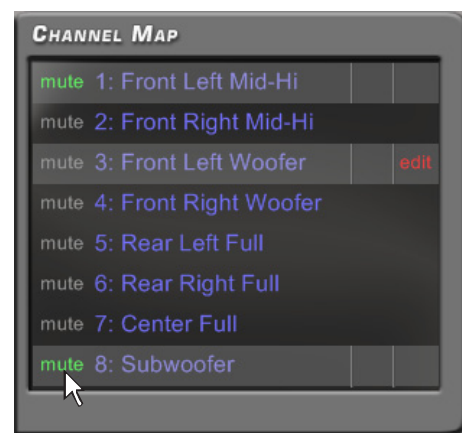 Channel Map
mute 1: Front Left Mid-Hi
mute 2: Front Right Mid-Hi
mute 3: Front Left Woofer edit
mute 4: Front Right Woofer
mute 5: Rear Left Full
mute 6: Rear Right Full
mute 7: Center Full
mute 8: Subwoofer